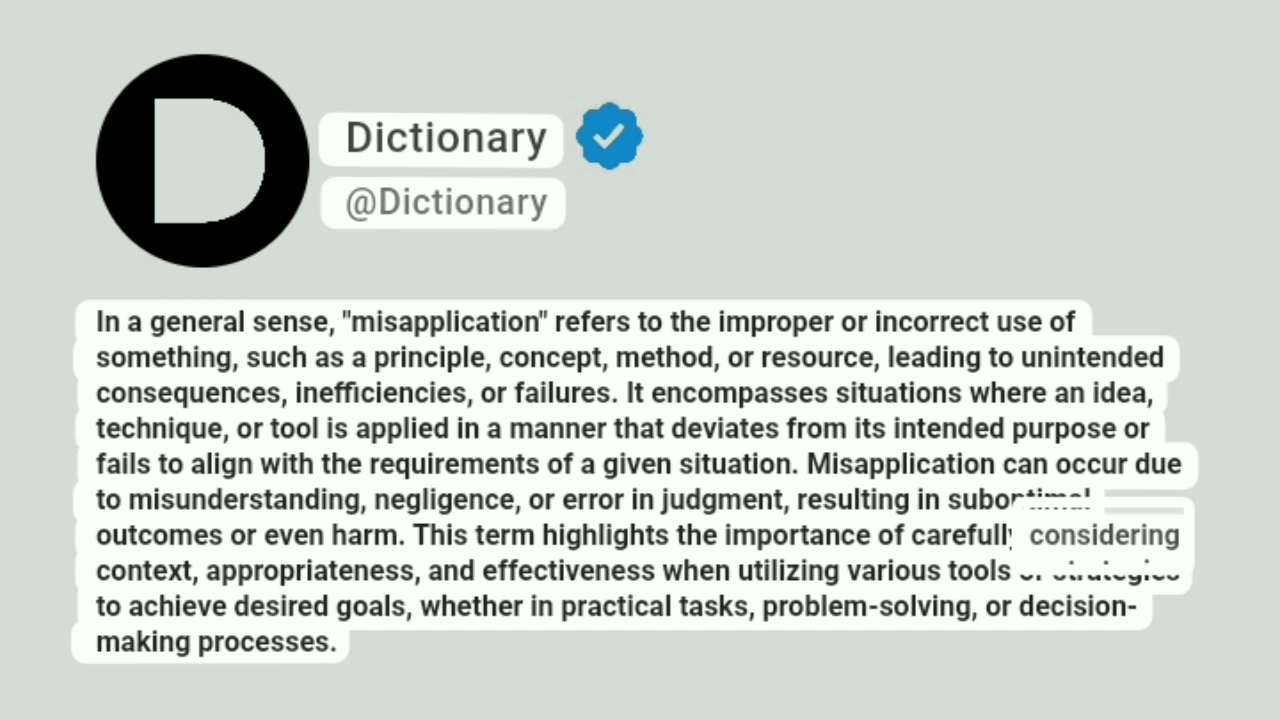 D
Dictionary
@Dictionary
In a general sense, "misapplication" refers to the improper or incorrect use of
something, such as a principle, concept, method, or resource, leading to unintended
consequences, inefficiencies, or failures. It encompasses situations where an idea,
technique, or tool is applied in a manner that deviates from its intended purpose or
fails to align with the requirements of a given situation. Misapplication can occur due
to misunderstanding, negligence, or error in judgment, resulting in suboptimal
outcomes or even harm. This term highlights the importance of carefully considering
context, appropriateness, and effectiveness when utilizing various tools or strategies
to achieve desired goals, whether in practical tasks, problem-solving, or decision-
making processes.